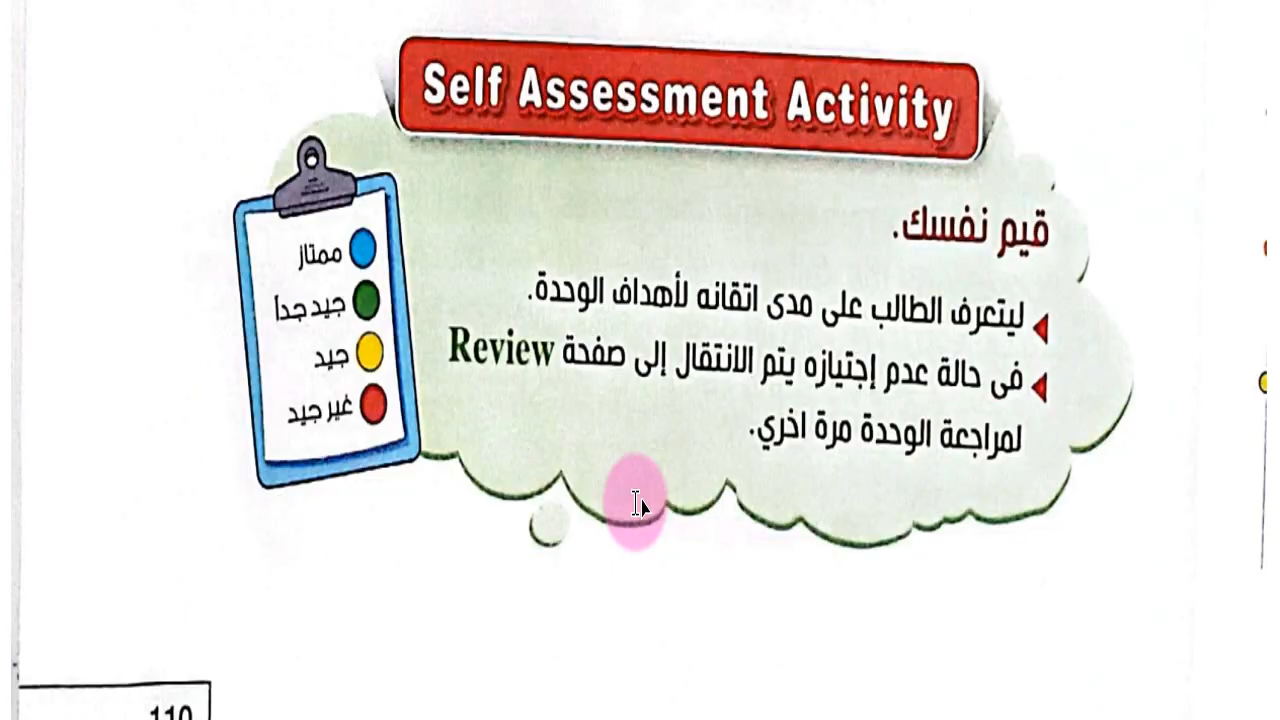 Self Assessment Activity
قيم نفسك.
ليتعرف الطالب على مدى اتقانه لأهداف الوحدة.
فى حالة عدم إجتيازه يتم الانتقال إلى صفحة Review
لمراجعة الوحدة مرة اخري.
ممتاز
جيد جداً
جيد
غير جيد
110